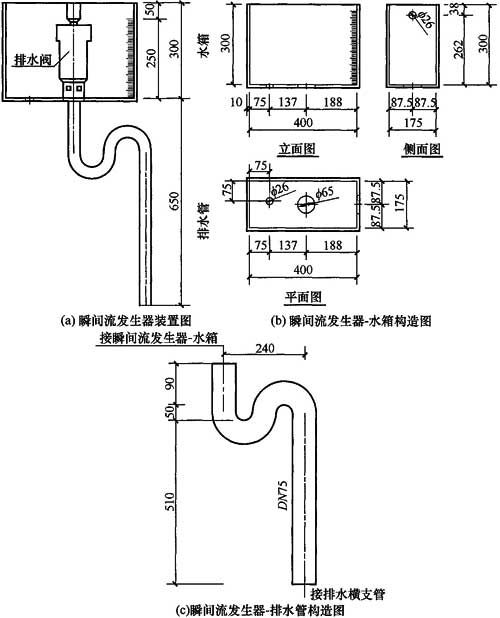 50
300
250
排水阀
650
排水管
(a) 瞬间流发生器装置图
水箱
300
10 75 137 188
400
立面图
φ26
38
262
300
87.5 87.5
175
侧面图
75
75
φ26
φ65
87.5
87.5
175
75 137 188
400
平面图
(b) 瞬间流发生器-水箱构造图
接瞬间流发生器-水箱
240
90
50
510
DN75
接排水横支管
(c)瞬间流发生器-排水管构造图